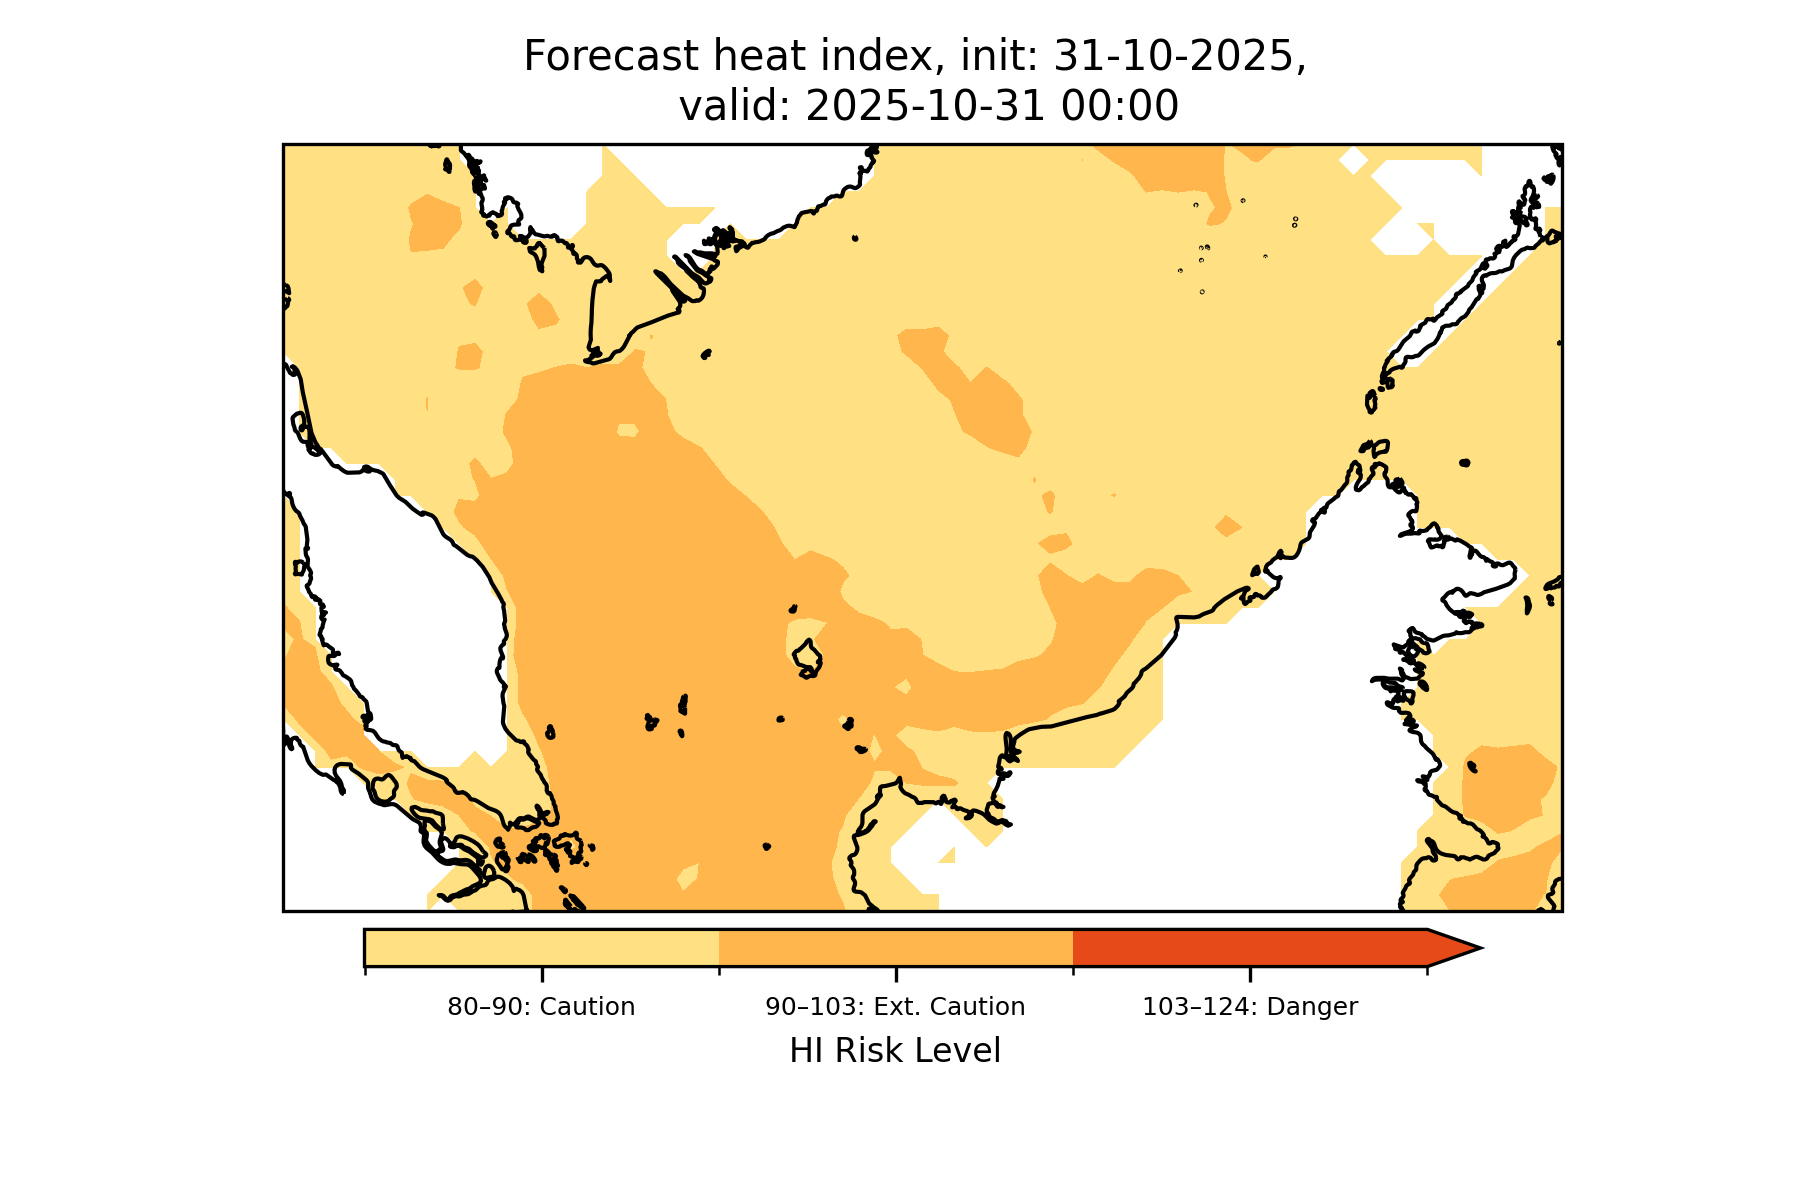 Forecast heat index, init: 31-10-2025,
valid: 2025-10-31 00:00
80–90: Caution
90–103: Ext. Caution
103–124: Danger
HI Risk Level